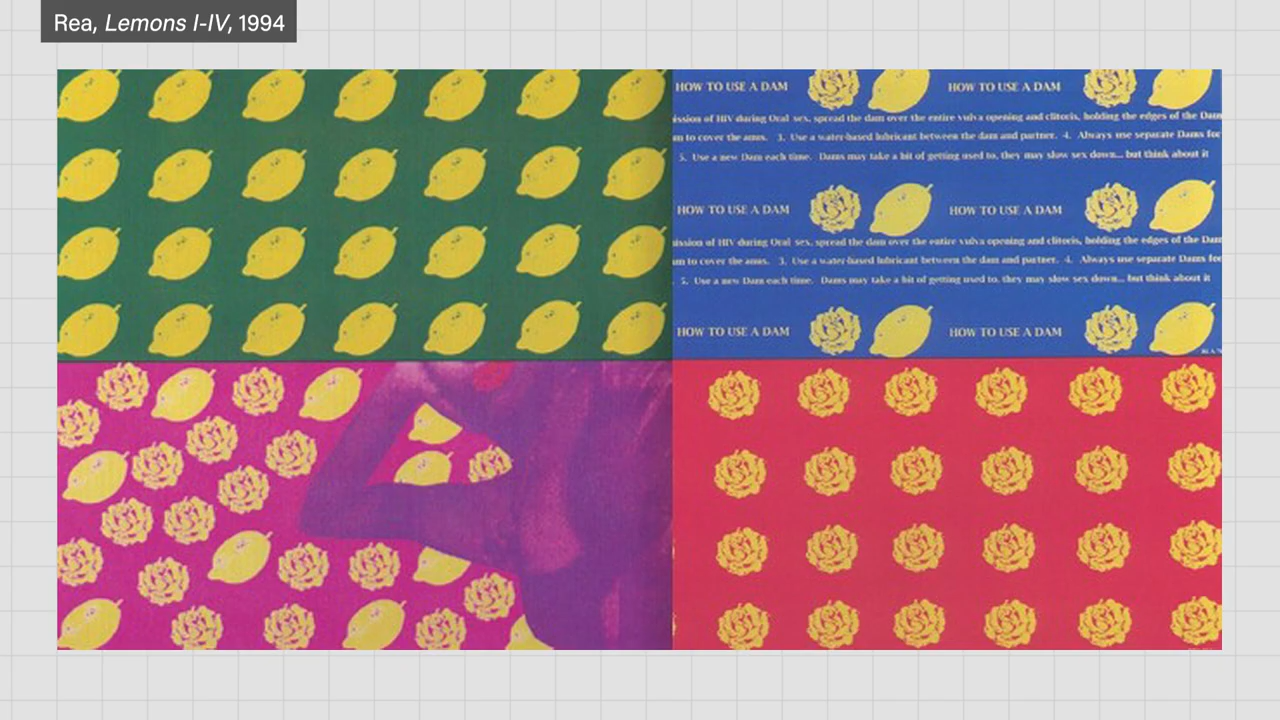 Rea, Lemons I-IV, 1994
HOW TO USE A DAM HOW TO USE A DAM
ission of HIV during Oral sex, spread the dam over the entire vulva opening and clitoris, holding the edges of the Dam
m to cover the anus. 3. Use a water-based lubricant between the dam and partner. 4. Always use separate Dams for
5. Use a new Dam each time. Dams may take a bit of getting used to, they may slow sex down... but think about it
HOW TO USE A DAM HOW TO USE A DAM
ission of HIV during Oral sex, spread the dam over the entire vulva opening and clitoris, holding the edges of the Dam
m to cover the anus. 3. Use a water-based lubricant between the dam and partner. 4. Always use separate Dams for
5. Use a new Dam each time. Dams may take a bit of getting used to, they may slow sex down... but think about it
HOW TO USE A DAM HOW TO USE A DAM